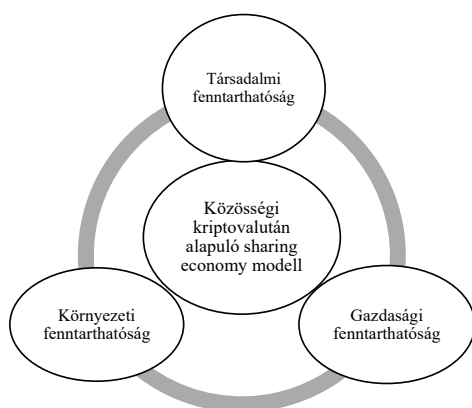 Társadalmi
fenntarthatóság
Közösségi
kriptovalután
alapuló sharing
economy modell
Környezeti
fenntarthatóság
Gazdasági
fenntarthatóság